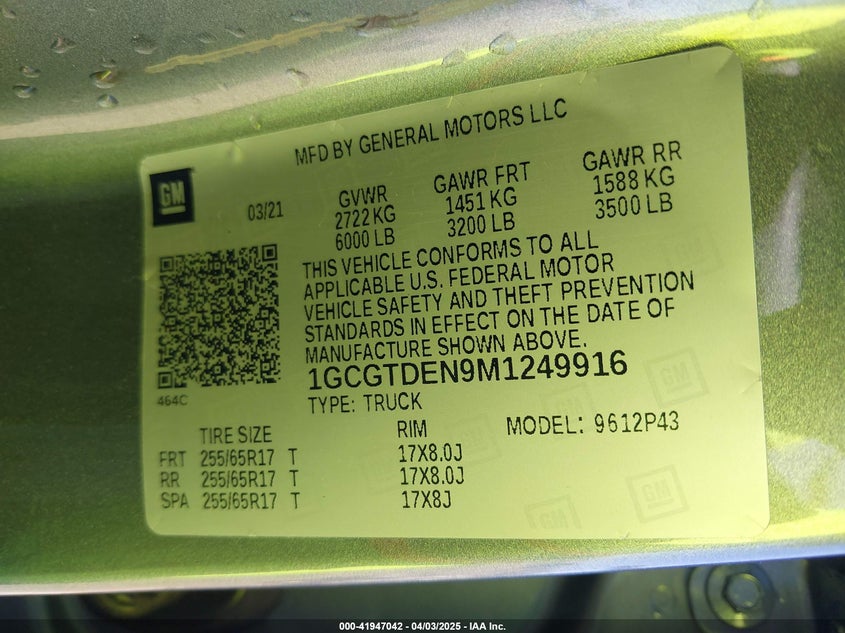 MFD BY GENERAL MOTORS LLC
GM
03/21
GVWR
2722 KG
6000 LB
GAWR FRT
1451 KG
3200 LB
GAWR RR
1588 KG
3500 LB
THIS VEHICLE CONFORMS TO ALL
APPLICABLE U.S. FEDERAL MOTOR
VEHICLE SAFETY AND THEFT PREVENTION
STANDARDS IN EFFECT ON THE DATE OF
MANUFACTURE SHOWN ABOVE.
1GCGTDEN9M1249916
464C
TYPE: TRUCK
MODEL: 9612P43
TIRE SIZE RIM
FRT 255/65R17 T 17X8.0J
RR 255/65R17 T 17X8.0J
SPA 255/65R17 T 17X8J
GM
GM
GM
000-41947042 - 04/03/2025 - IAA Inc.